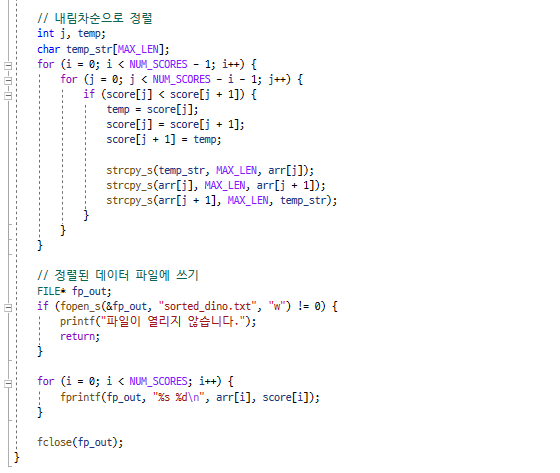 // 내림차순으로 정렬
int j, temp;
char temp_str[MAX_LEN];
for (i = 0; i < NUM_SCORES - 1; i++) {
for (j = 0; j < NUM_SCORES - i - 1; j++) {
if (score[j] < score[j + 1]) {
temp = score[j];
score[j] = score[j + 1];
score[j + 1] = temp;
strcpy_s(temp_str, MAX_LEN, arr[j]);
strcpy_s(arr[j], MAX_LEN, arr[j + 1]);
strcpy_s(arr[j + 1], MAX_LEN, temp_str);
}
}
}
// 정렬된 데이터 파일에 쓰기
FILE* fp_out;
if (fopen_s(&fp_out, "sorted_dino.txt", "w") != 0) {
printf("파일이 열리지 않습니다.");
return;
}
for (i = 0; i < NUM_SCORES; i++) {
fprintf(fp_out, "%s %d\n", arr[i], score[i]);
}
fclose(fp_out);
}